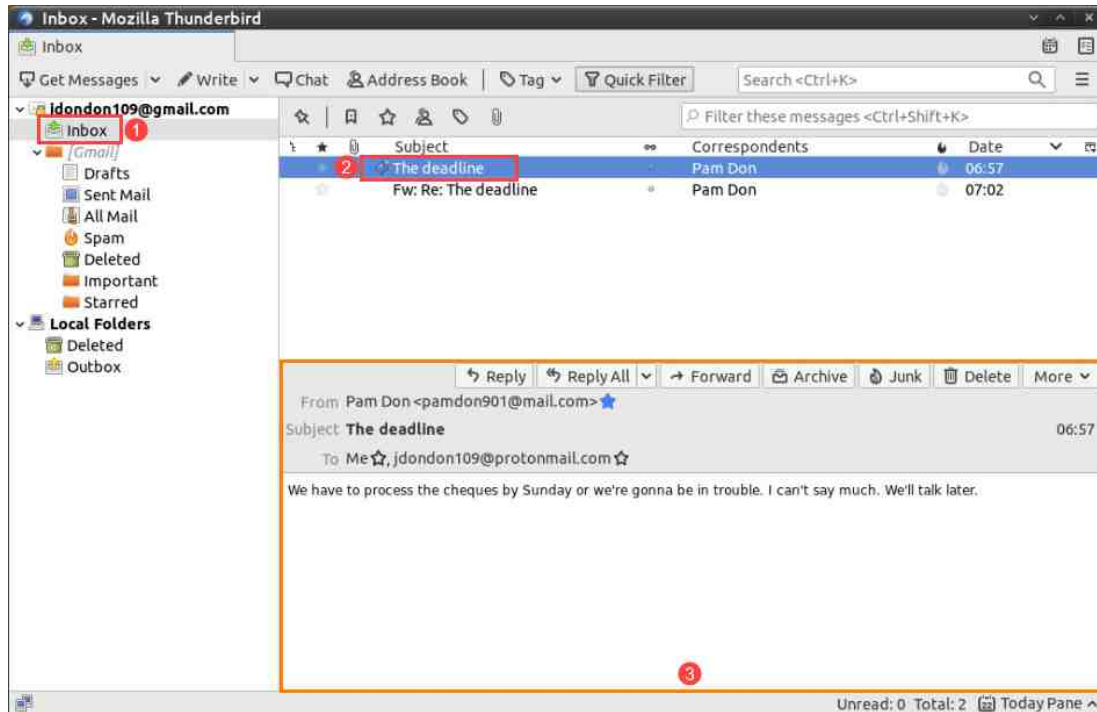 Inbox - Mozilla Thunderbird
Inbox
Get Messages Write Chat Address Book Tag Quick Filter Search <Ctrl+K>
jdondon109@gmail.com
Inbox 1
[Gmail]
Drafts
Sent Mail
All Mail
Spam
Deleted
Important
Starred
Local Folders
Deleted
Outbox
Filter these messages <Ctrl+Shift+K>
Subject Correspondents Date
2 The deadline Pam Don 06:57
Fw: Re: The deadline Pam Don 07:02
Reply Reply All Forward Archive Junk Delete More
From Pam Don <pamdon901@mail.com>
Subject The deadline 06:57
To Me, jdondon109@protonmail.com
We have to process the cheques by Sunday or we're gonna be in trouble. I can't say much. We'll talk later.
3
Unread: 0 Total: 2 Today Pane